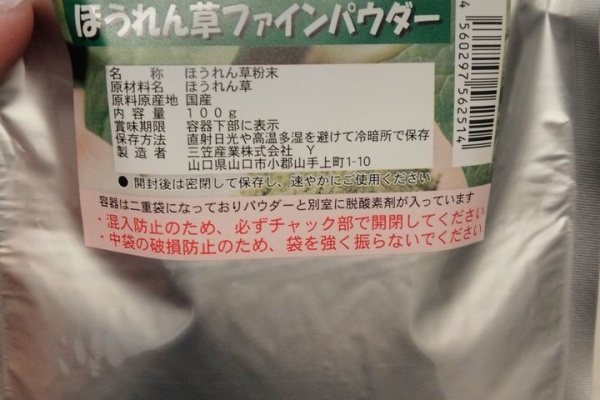 ほうれん草ファインパウダー
名 称 ほうれん草粉末
原材料名 ほうれん草
原料原産地 国産
内容量 １００ｇ
賞味期限 容器下部に表示
保存方法 直射日光や高温多湿を避けて冷暗所で保存
製造者 三笠産業株式会社 Y
山口県山口市小郡山手上町1-10
● 開封後は密閉して保存し、速やかにご使用ください
容器は二重袋になっておりパウダーと別室に脱酸素剤が入っています
・混入防止のため、必ずチャック部で開閉してください
・中袋の破損防止のため、袋を強く振らないでください
4 560297 562514